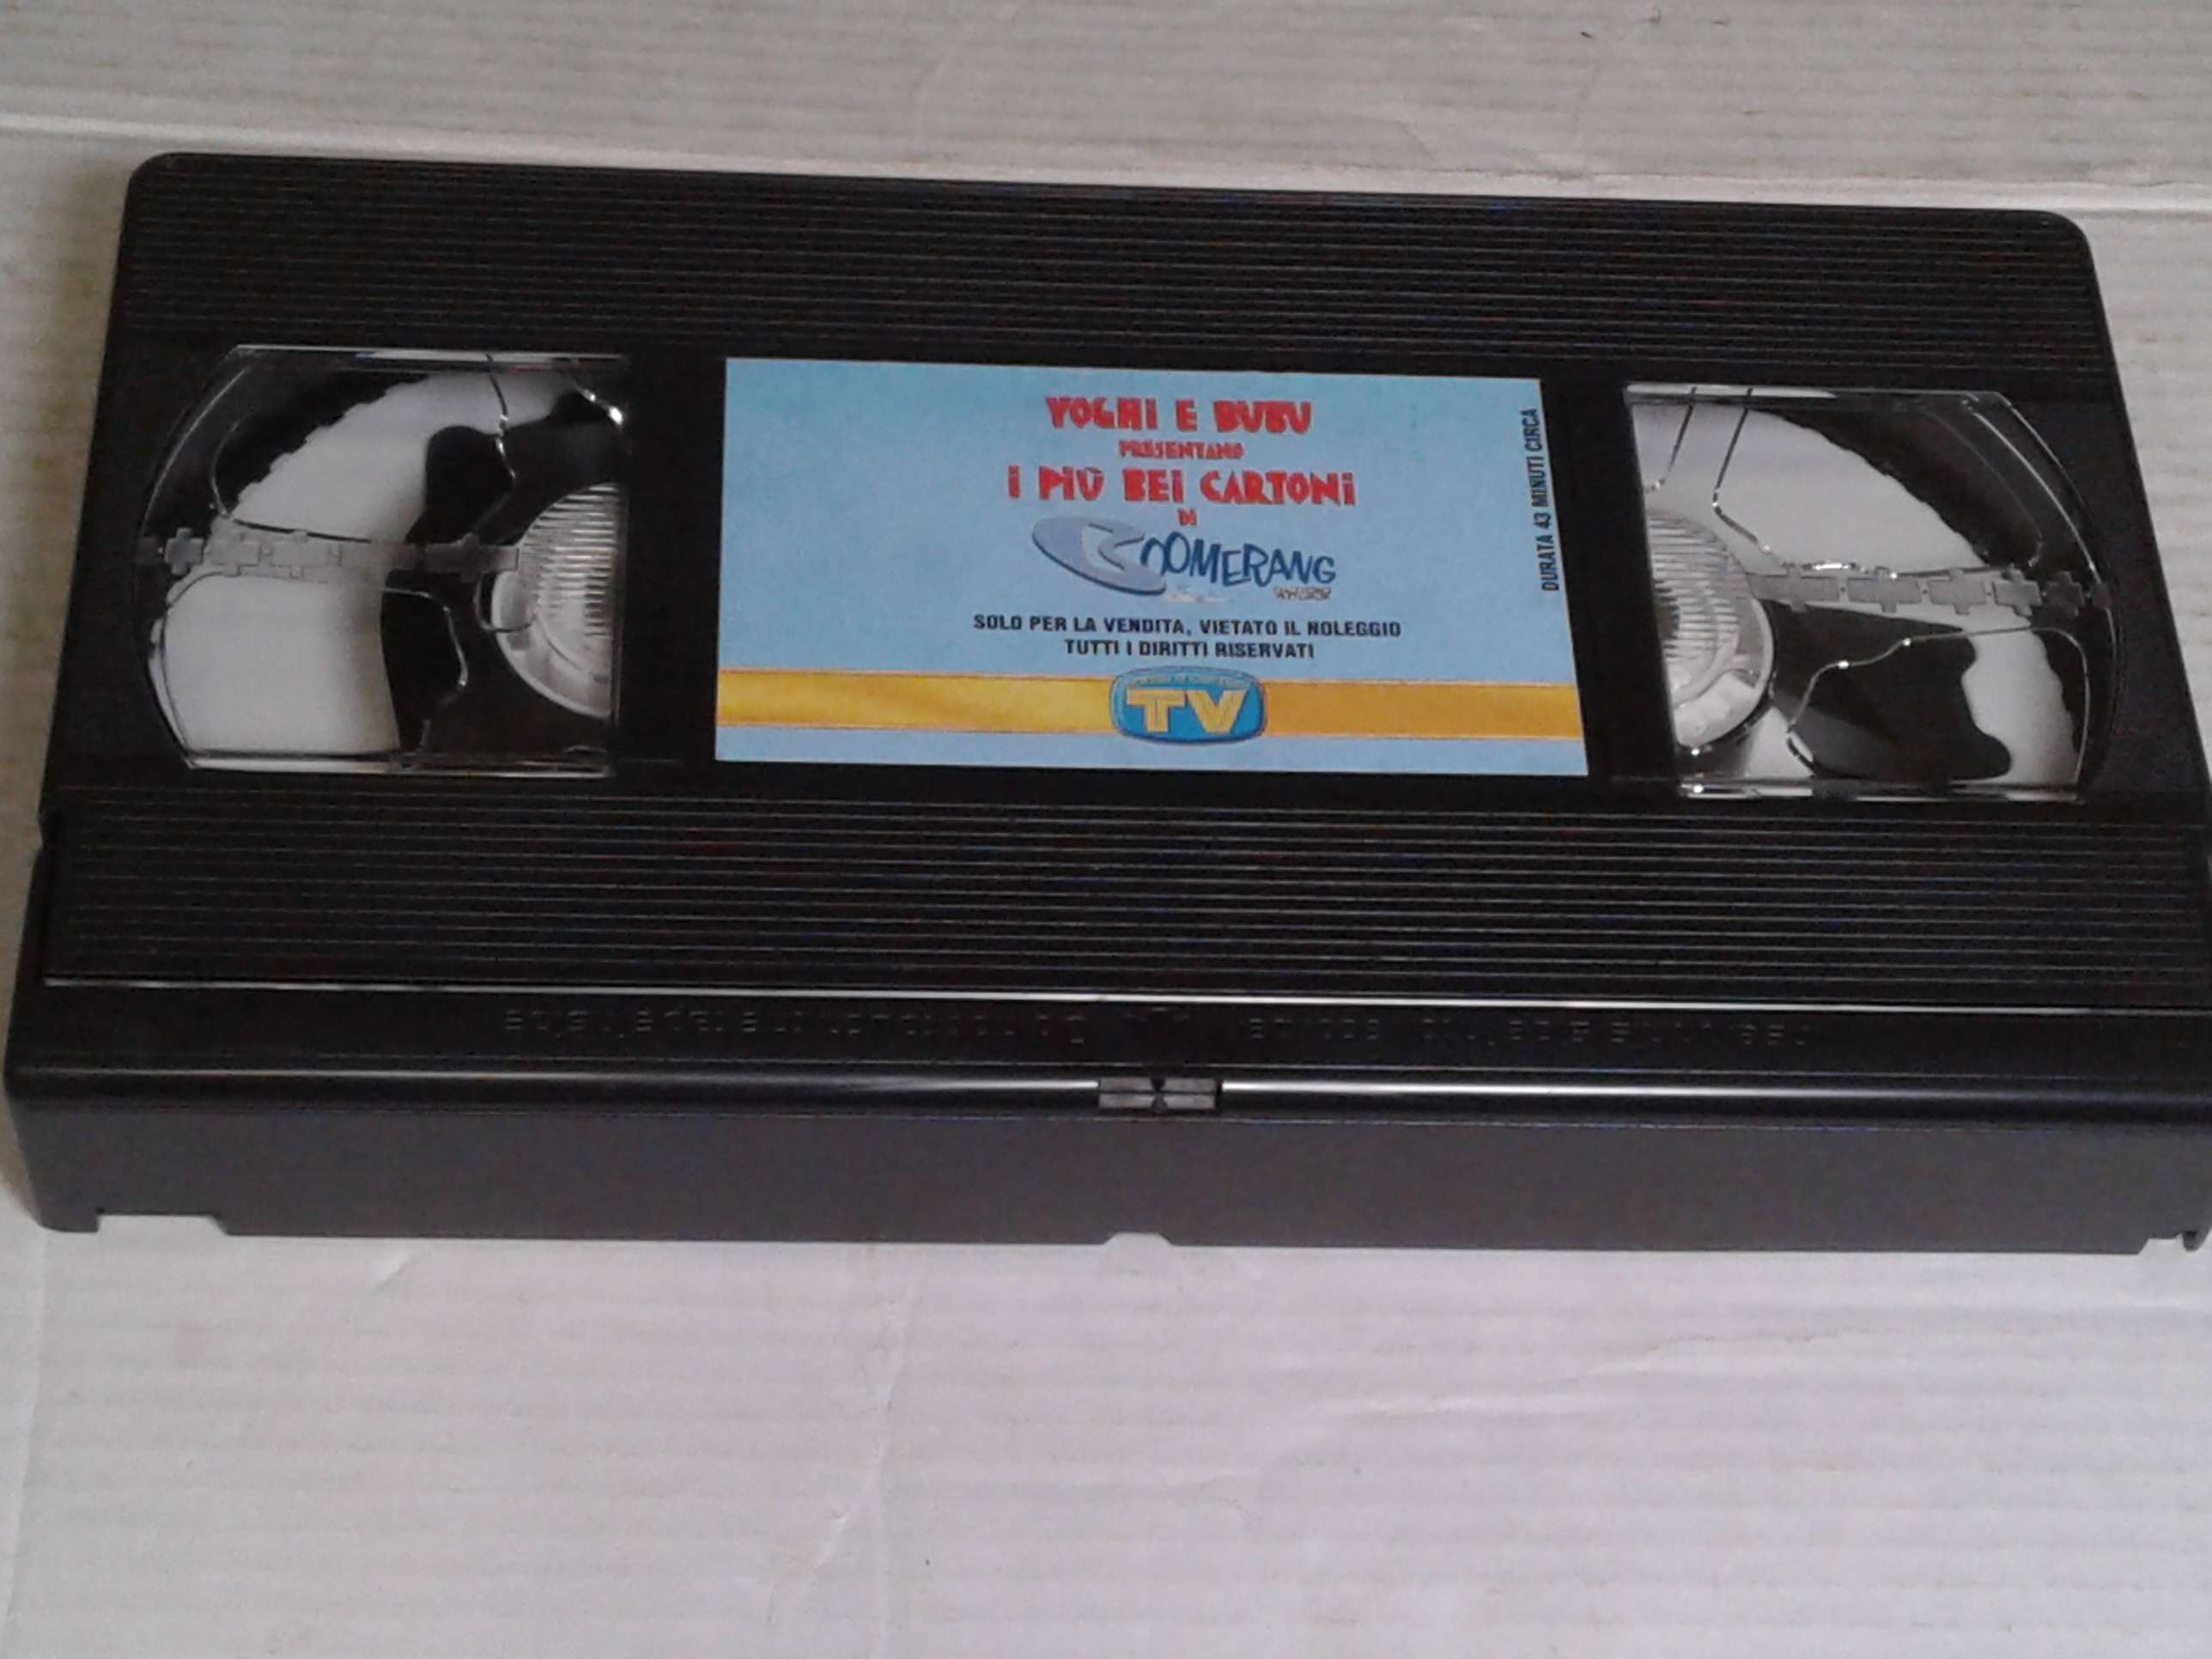 YOGHI E BUBU
PRESENTANO
I PIÙ BEI CARTONI
DI
BOOMERANG
SOLO PER LA VENDITA, VIETATO IL NOLEGGIO
TUTTI I DIRITTI RISERVATI
TV
DURATA 43 MINUTI CIRCA